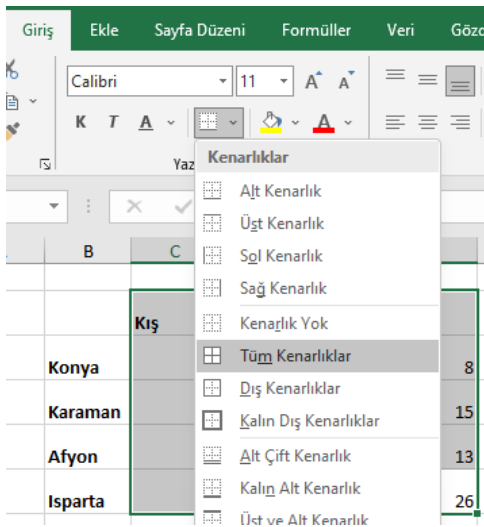 Giriş Ekle Sayfa Düzeni Formüller Veri
Calibri 11 A A
K T A A
Kenarlıklar
Alt Kenarlık
Üst Kenarlık
B C
Sol Kenarlık
Sağ Kenarlık
Kış Kenarlık Yok
Tüm Kenarlıklar
Konya 8
Dış Kenarlıklar
Karaman 15
Kalın Dış Kenarlıklar
Afyon 13
Alt Çift Kenarlık
Kalın Alt Kenarlık
Isparta 26
Üst ve Alt Kenarlık